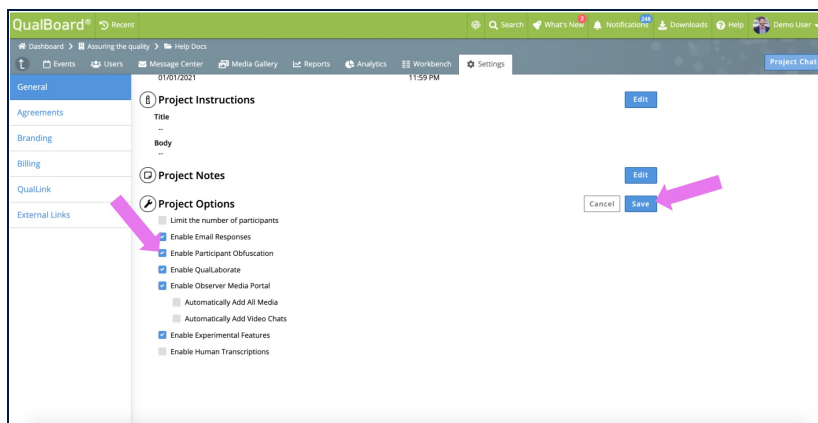 QualBoard® Recent Search What's New 2 Notifications 248 Downloads Help Demo User
Dashboard Assuring the quality Help Docs
Events Users Message Center Media Gallery Reports Analytics Workbench Settings Project Chat
General
Agreements
Branding
Billing
QualLink
External Links
01/01/2021 11:59 PM
Project Instructions Edit
Title
--
Body
--
Project Notes Edit
Project Options Cancel Save
Limit the number of participants
Enable Email Responses
Enable Participant Obfuscation
Enable QualLaborate
Enable Observer Media Portal
Automatically Add All Media
Automatically Add Video Chats
Enable Experimental Features
Enable Human Transcriptions